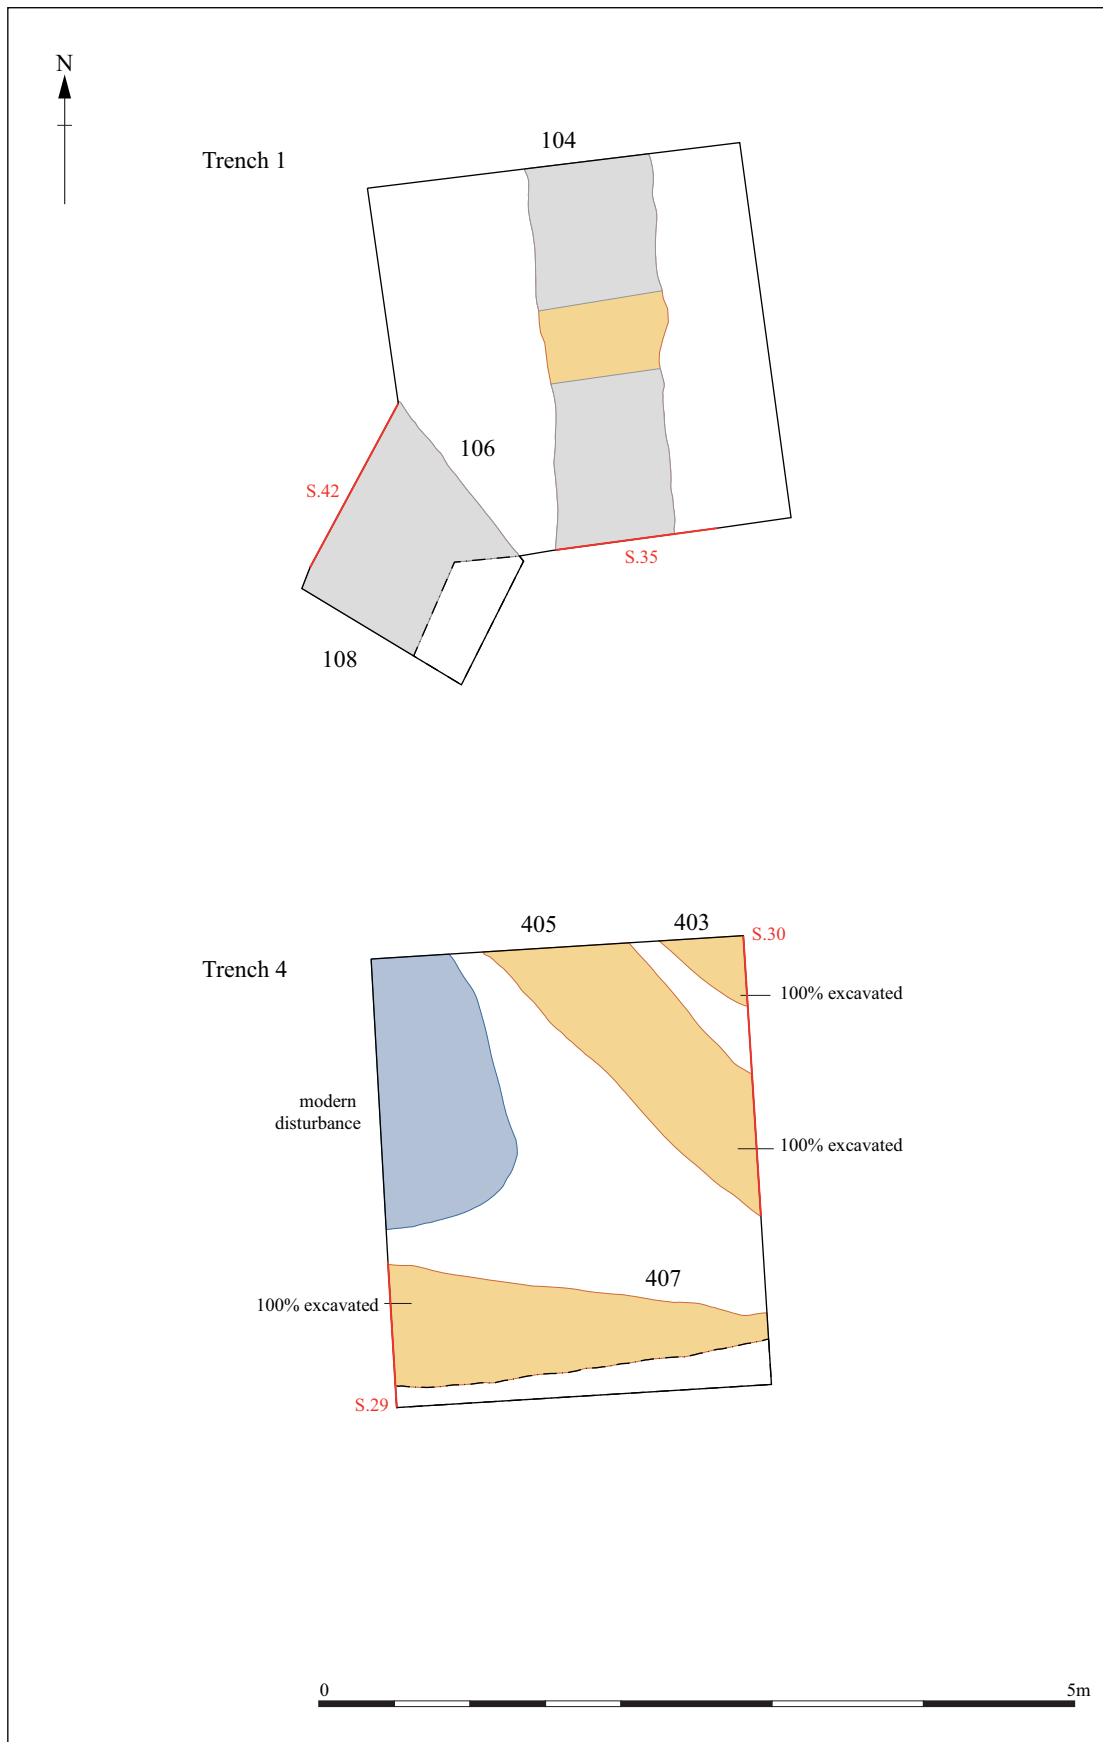 N
104
Trench 1
106
S.42
S.35
108
405
403
S.30
Trench 4
100% excavated
modern
disturbance
100% excavated
407
100% excavated
S.29
0
5m